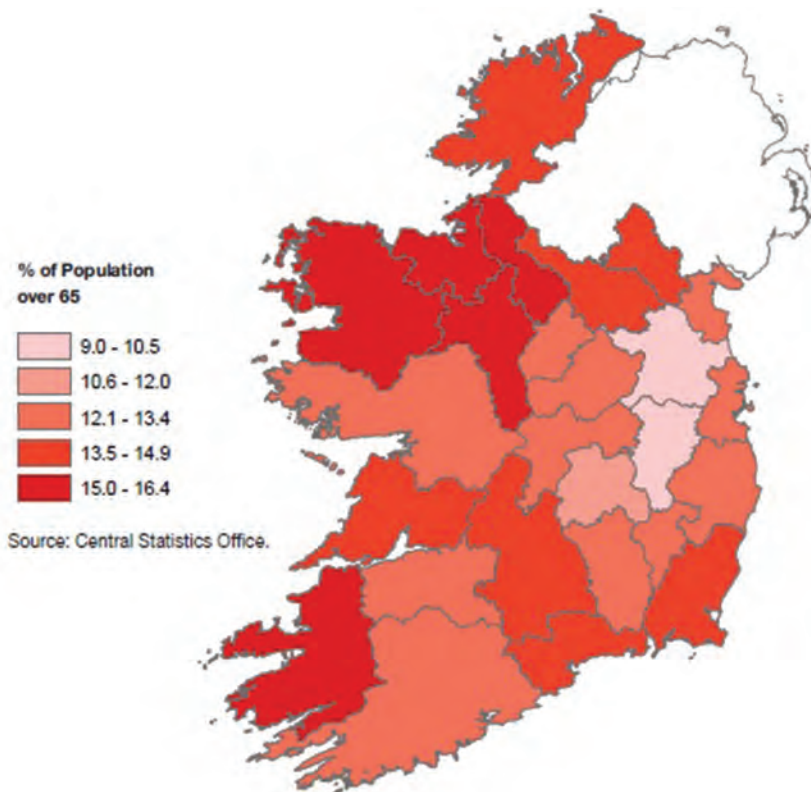 % of Population
over 65
9.0 - 10.5
10.6 - 12.0
12.1 - 13.4
13.5 - 14.9
15.0 - 16.4
Source: Central Statistics Office.